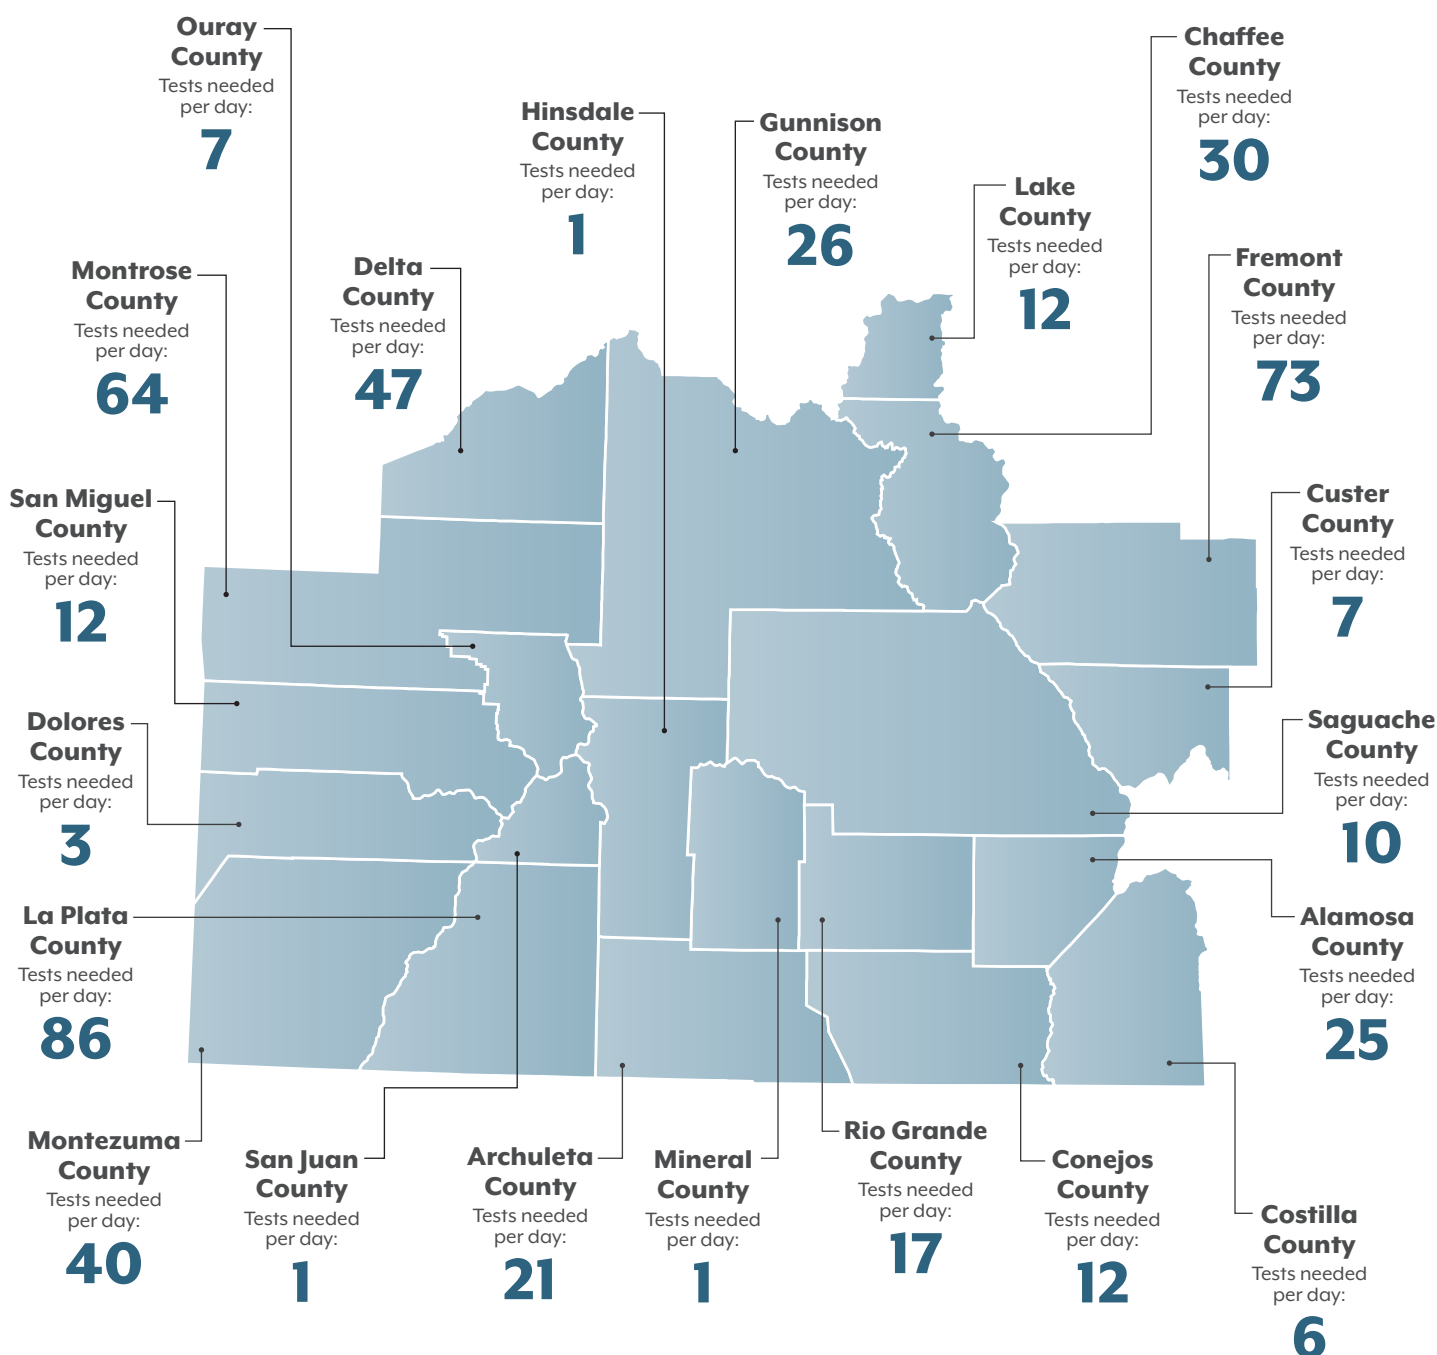 Ouray
County
Tests needed
per day:
7
Chaffee
County
Tests needed
per day:
30
Hinsdale
County
Tests needed
per day:
1
Gunnison
County
Tests needed
per day:
26
Lake
County
Tests needed
per day:
12
Montrose
County
Tests needed
per day:
64
Delta
County
Tests needed
per day:
47
Fremont
County
Tests needed
per day:
73
San Miguel
County
Tests needed
per day:
12
Custer
County
Tests needed
per day:
7
Dolores
County
Tests needed
per day:
3
Saguache
County
Tests needed
per day:
10
La Plata
County
Tests needed
per day:
86
Alamosa
County
Tests needed
per day:
25
Montezuma
County
Tests needed
per day:
40
San Juan
County
Tests needed
per day:
1
Archuleta
County
Tests needed
per day:
21
Mineral
County
Tests needed
per day:
1
Rio Grande
County
Tests needed
per day:
17
Conejos
County
Tests needed
per day:
12
Costilla
County
Tests needed
per day:
6